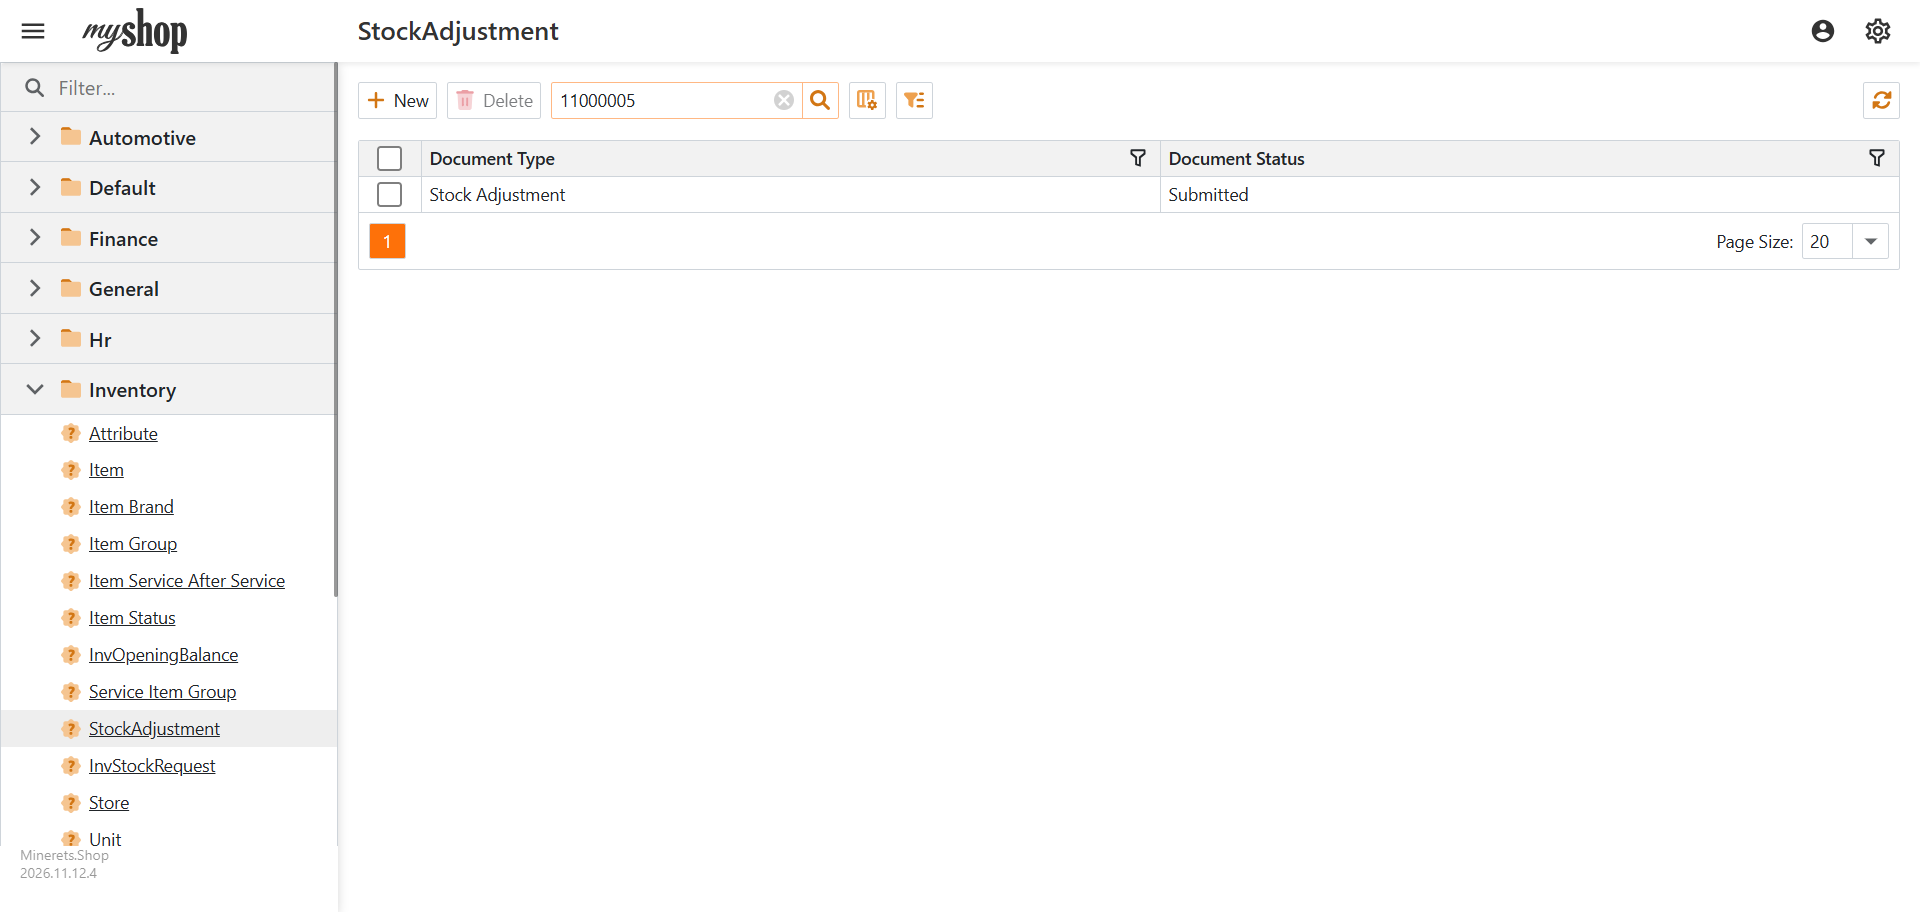 myshop
StockAdjustment
Filter...
New
Delete
11000005
Automotive
Default
Finance
General
Hr
Inventory
Attribute
Item
Item Brand
Item Group
Item Service After Service
Item Status
InvOpeningBalance
Service Item Group
StockAdjustment
InvStockRequest
Store
Unit
Minerets.Shop
2026.11.12.4
Document Type
Document Status
Stock Adjustment
Submitted
1
Page Size:
20